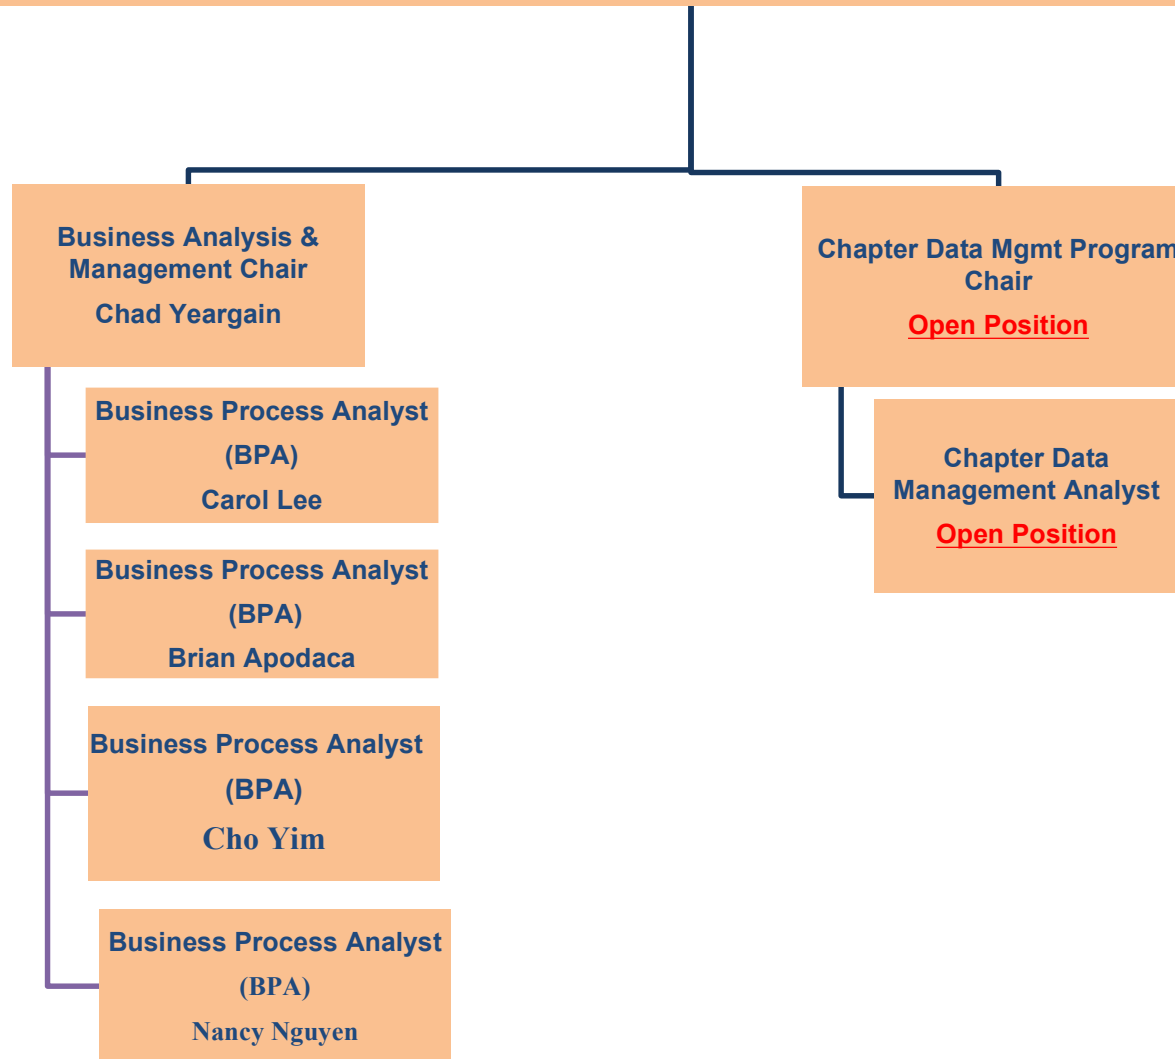 Business Analysis &
Management Chair
Chad Yeargain
Business Process Analyst
(BPA)
Carol Lee
Business Process Analyst
(BPA)
Brian Apodaca
Business Process Analyst
(BPA)
Cho Yim
Business Process Analyst
(BPA)
Nancy Nguyen
Chapter Data Mgmt Program
Chair
Open Position
Chapter Data
Management Analyst
Open Position